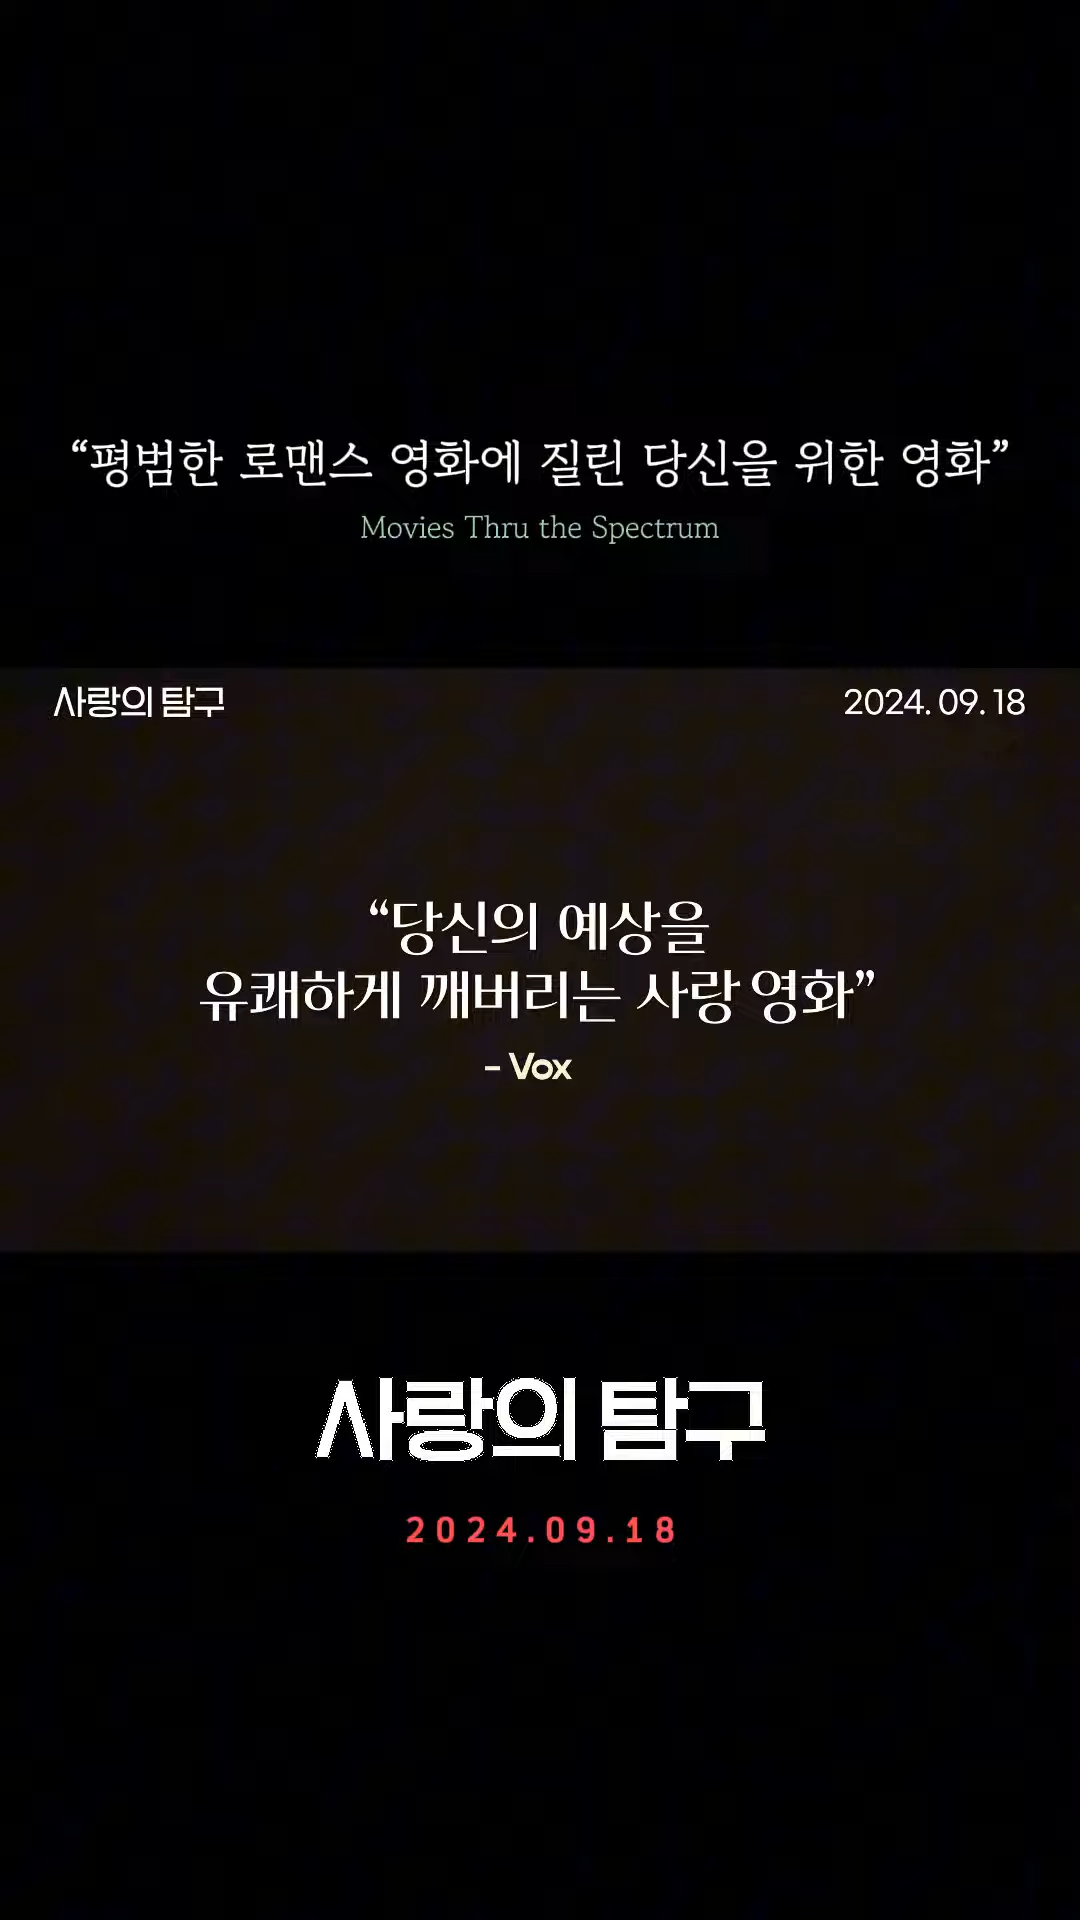 “평범한 로맨스 영화에 질린 당신을 위한 영화”
Movies Thru the Spectrum
사랑의 탐구
2024. 09. 18
“당신의 예상을
유쾌하게 깨버리는 사랑 영화”
- Vox
사랑의 탐구
2024.09.18